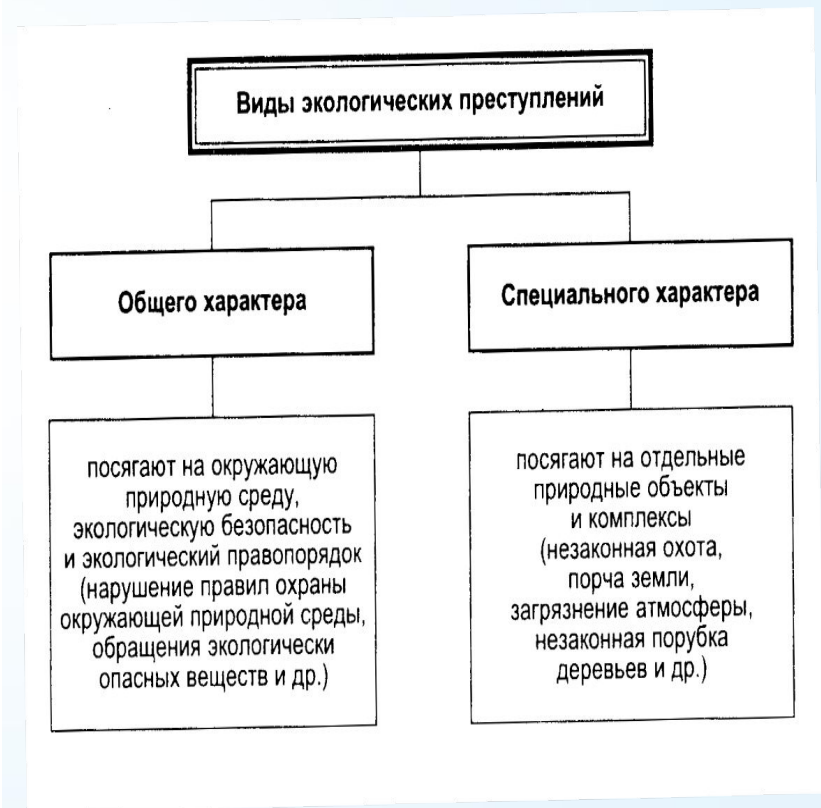 Виды экологических преступлений
Общего характера
Специального характера
посягают на окружающую
природную среду,
экологическую безопасность
и экологический правопорядок
(нарушение правил охраны
окружающей природной среды,
обращения экологически
опасных веществ и др.)
посягают на отдельные
природные объекты
и комплексы
(незаконная охота,
порча земли,
загрязнение атмосферы,
незаконная порубка
деревьев и др.)